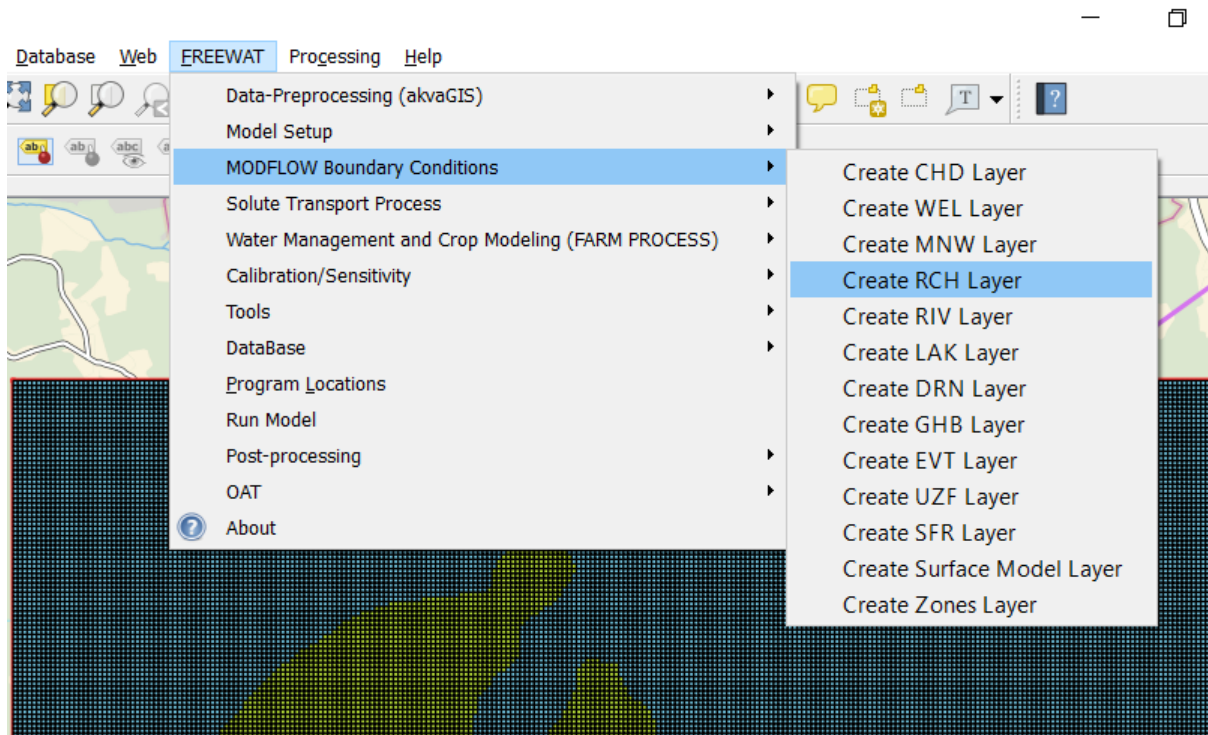 Database Web FREEWAT Processing Help
Data-Preprocessing (akvaGIS)
Model Setup
MODFLOW Boundary Conditions
Solute Transport Process
Water Management and Crop Modeling (FARM PROCESS)
Calibration/Sensitivity
Tools
DataBase
Program Locations
Run Model
Post-processing
OAT
About
Create CHD Layer
Create WEL Layer
Create MNW Layer
Create RCH Layer
Create RIV Layer
Create LAK Layer
Create DRN Layer
Create GHB Layer
Create EVT Layer
Create UZF Layer
Create SFR Layer
Create Surface Model Layer
Create Zones Layer
T
?
ab
ab
abc